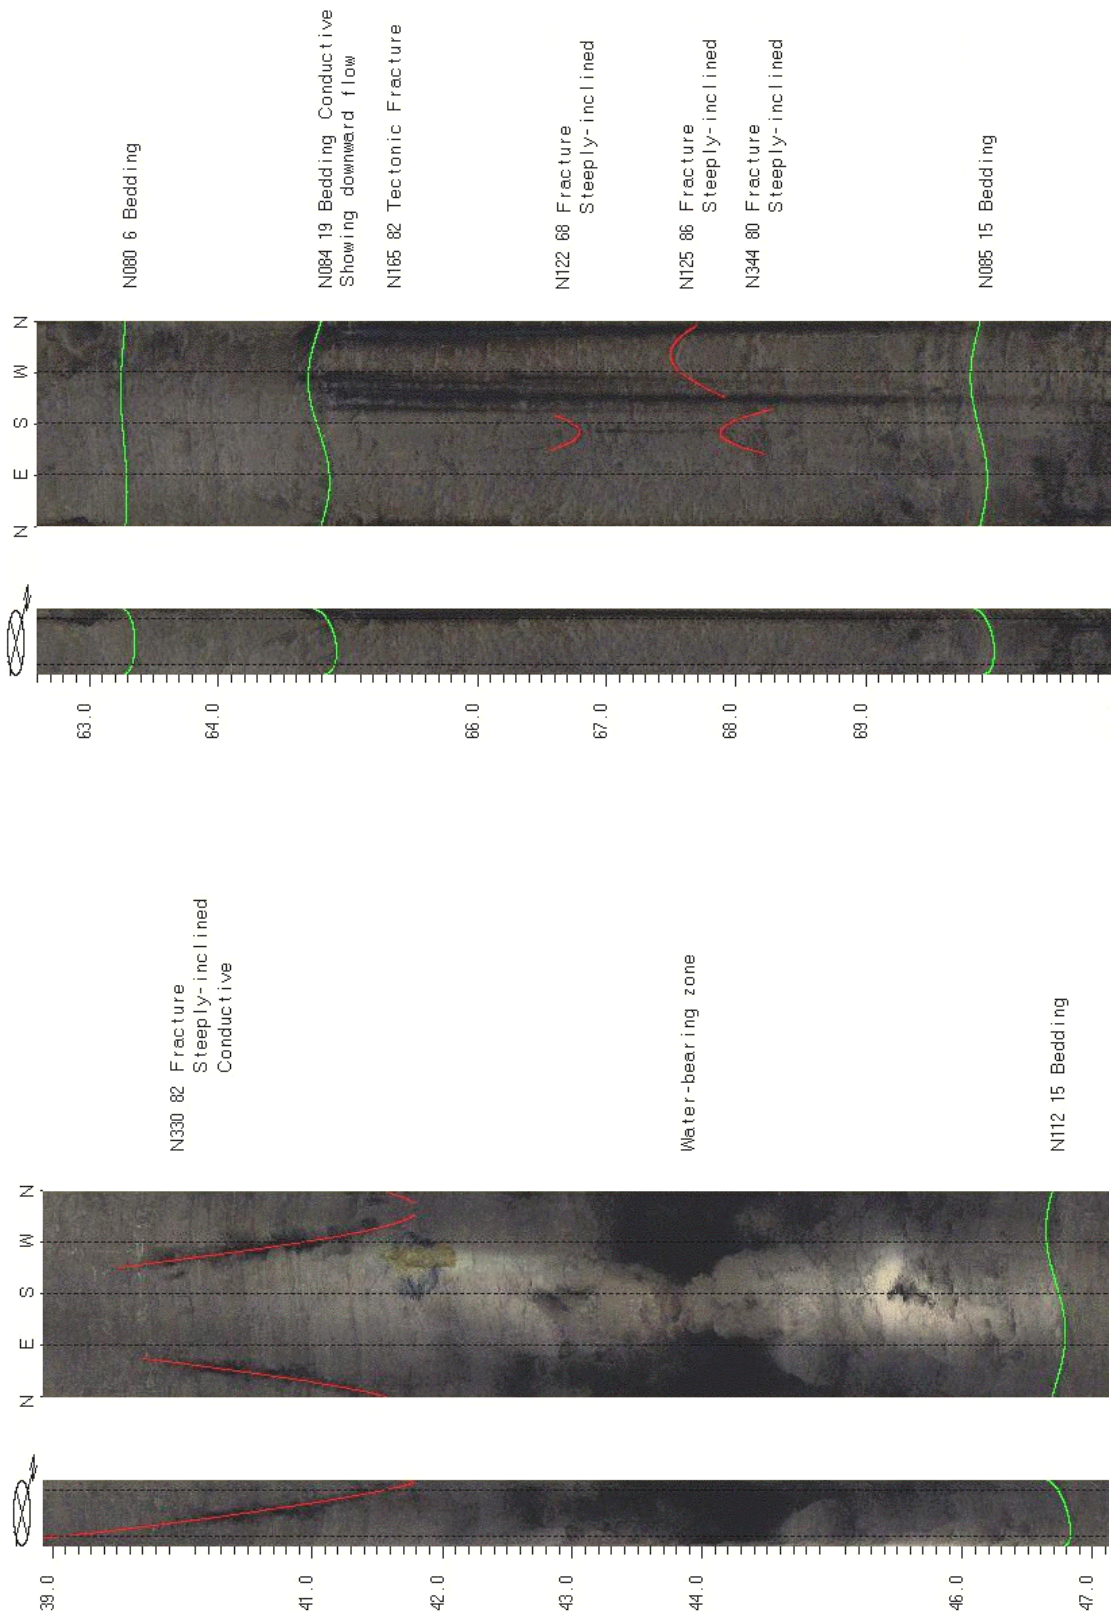 N N080 6 Bedding
W N084 19 Bedding Conductive
S Showing downward flow
E N165 82 Tectonic Fracture
N N122 68 Fracture
Steeply-inclined
N125 86 Fracture
Steeply-inclined
N344 80 Fracture
Steeply-inclined
N085 15 Bedding
63.0
64.0
66.0
67.0
68.0
69.0
N330 82 Fracture
Steeply-inclined
Conductive
Water-bearing zone
N112 15 Bedding
N
W
S
E
N
39.0
41.0
42.0
43.0
44.0
46.0
47.0